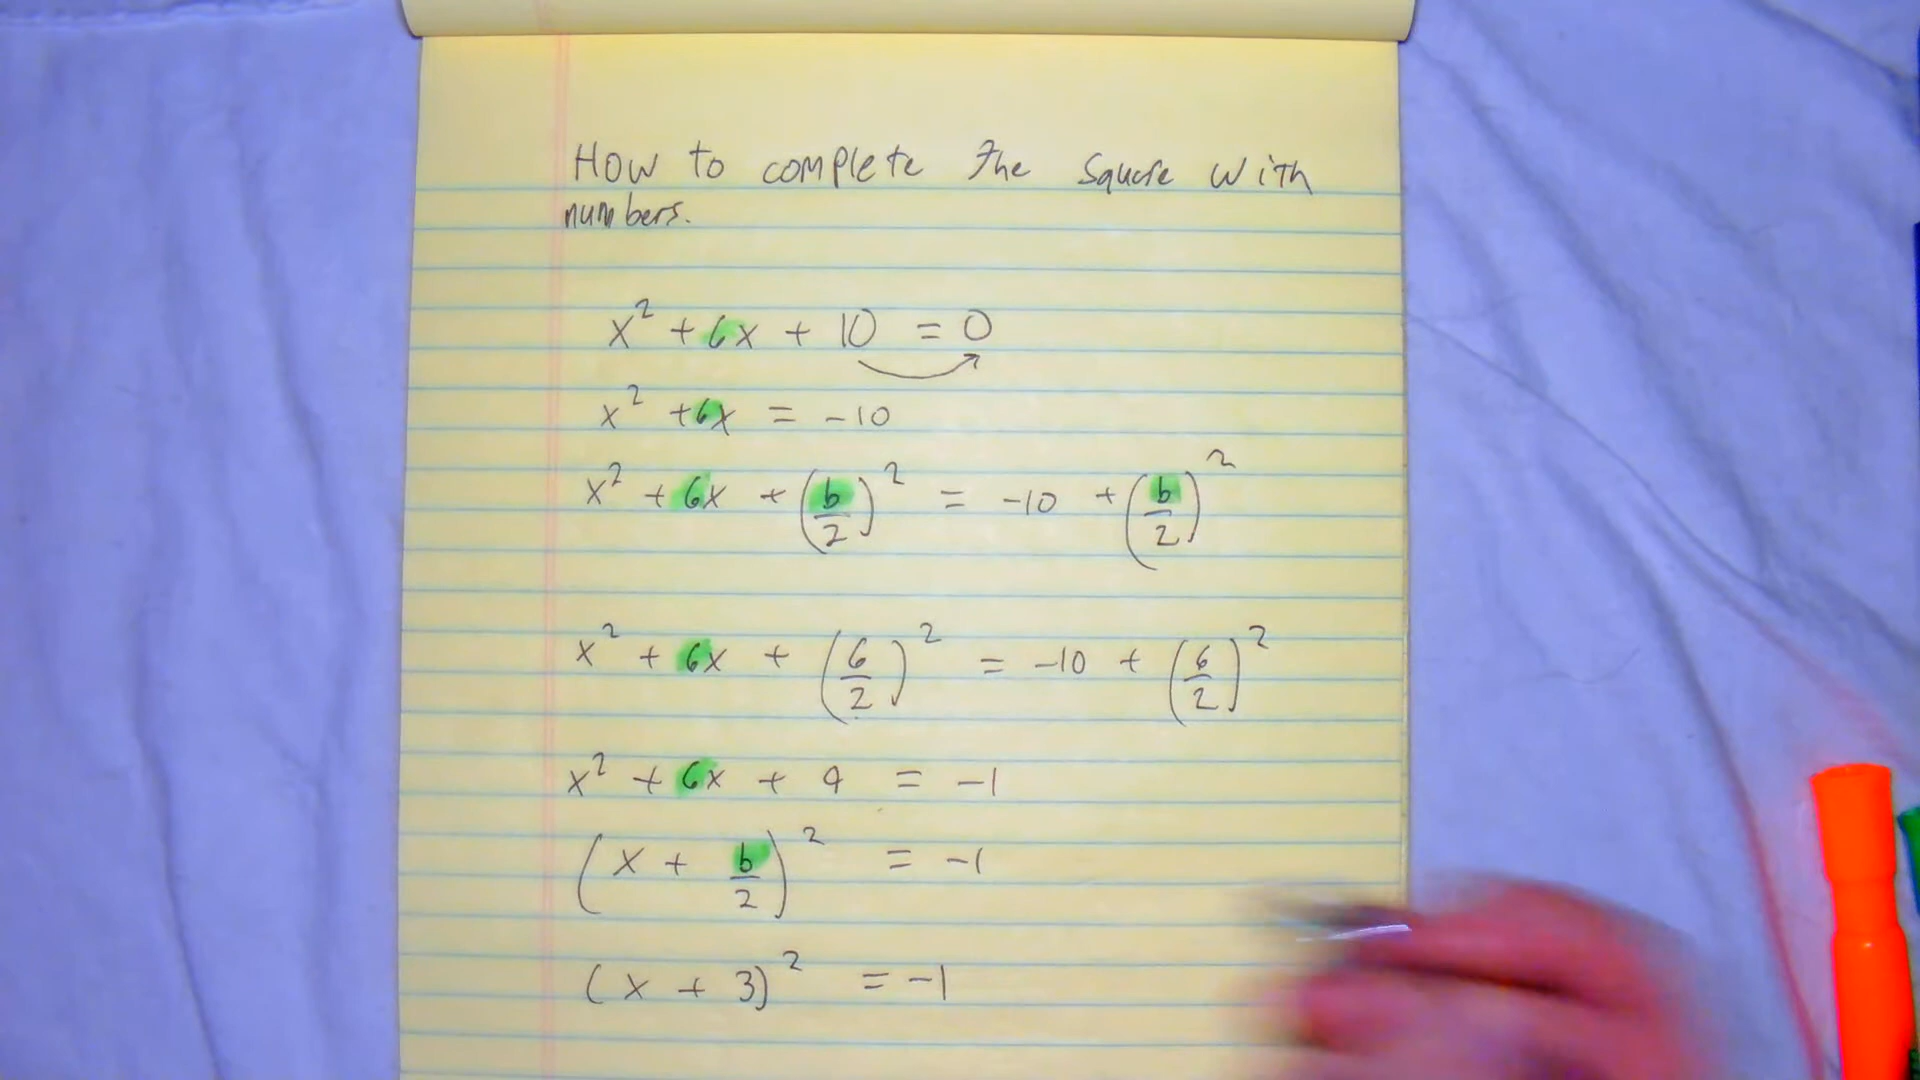 How to complete the square with
numbers.
x² + 6x + 10 = 0
x² + 6x = -10
x² + 6x + (b/2)² = -10 + (b/2)²
x² + 6x + (6/2)² = -10 + (6/2)²
x² + 6x + 9 = -1
(x + b/2)² = -1
(x + 3)² = -1